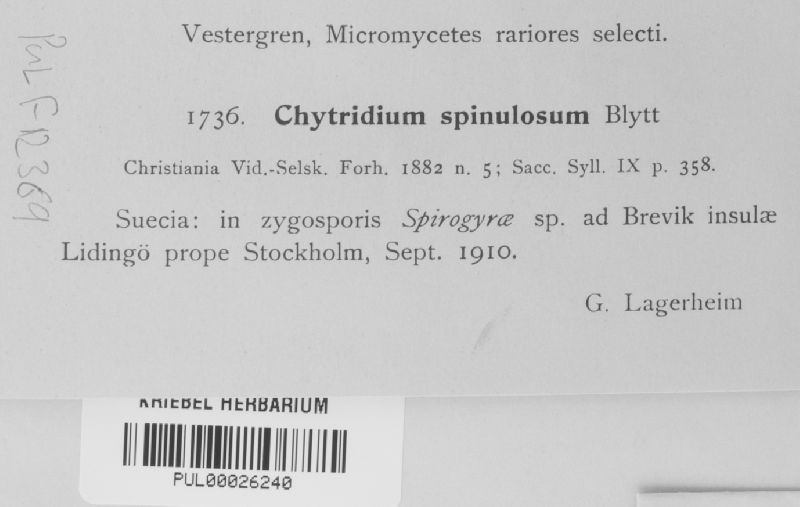 Vestergren, Micromycetes rariores selecti.
1736. Chytridium spinulosum Blytt
Christiania Vid.-Selsk. Forh. 1882 n. 5; Sacc. Syll. IX p. 358.
Suecia: in zygosporis Spirogyræ sp. ad Brevik insulæ
Lidingö prope Stockholm, Sept. 1910.
G. Lagerheim
PUL F-12369
KRIEBEL HERBARIUM
PUL00026240